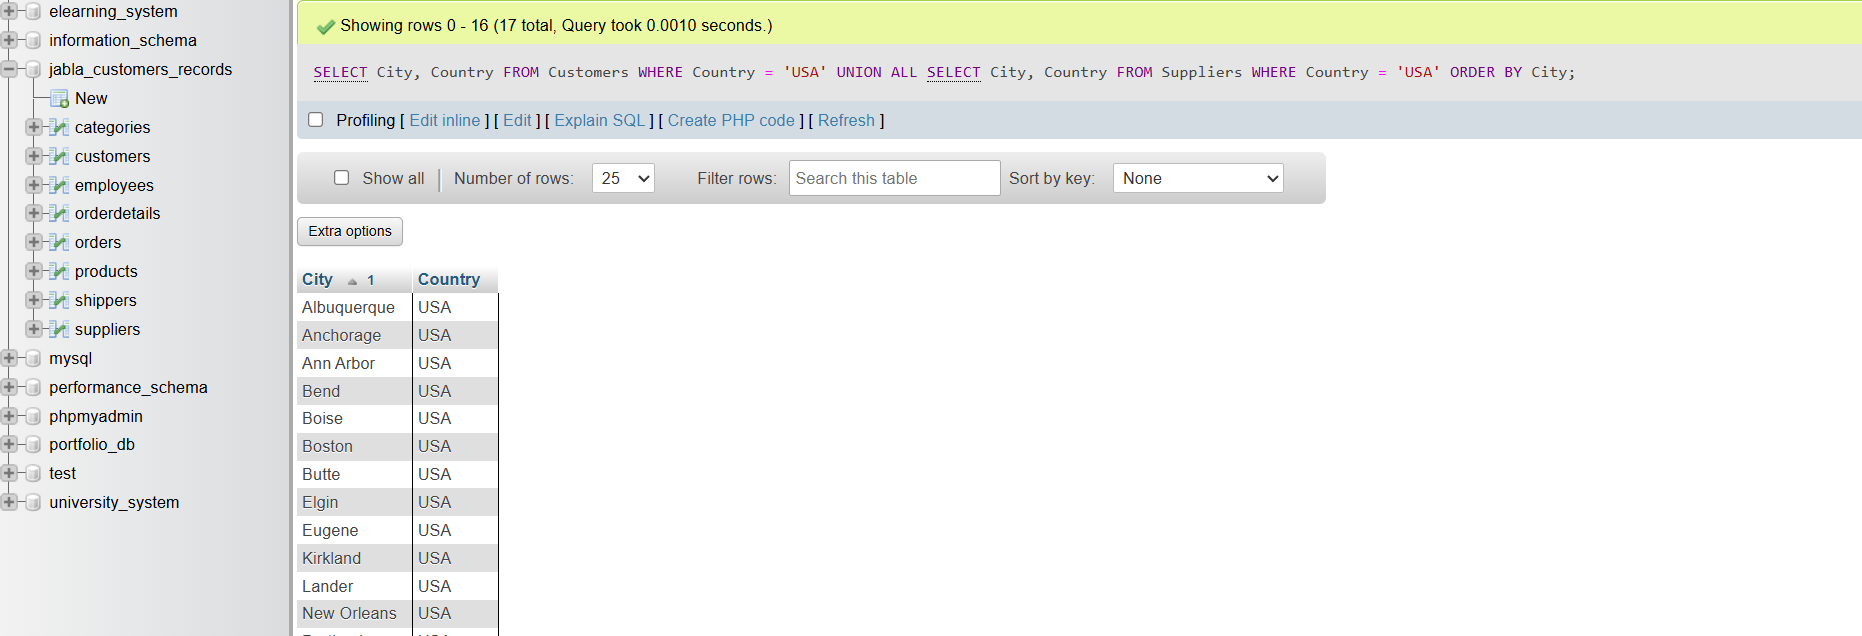 elearning_system
information_schema
jabla_customers_records
New
categories
customers
employees
orderdetails
orders
products
shippers
suppliers
mysql
performance_schema
phpmyadmin
portfolio_db
test
university_system
Showing rows 0 - 16 (17 total, Query took 0.0010 seconds.)
SELECT City, Country FROM Customers WHERE Country = 'USA' UNION ALL SELECT City, Country FROM Suppliers WHERE Country = 'USA' ORDER BY City;
Profiling [ Edit inline ] [ Edit ] [ Explain SQL ] [ Create PHP code ] [ Refresh ]
Show all Number of rows: 25 Filter rows: Search this table Sort by key: None
Extra options
City 1 Country
Albuquerque USA
Anchorage USA
Ann Arbor USA
Bend USA
Boise USA
Boston USA
Butte USA
Elgin USA
Eugene USA
Kirkland USA
Lander USA
New Orleans USA